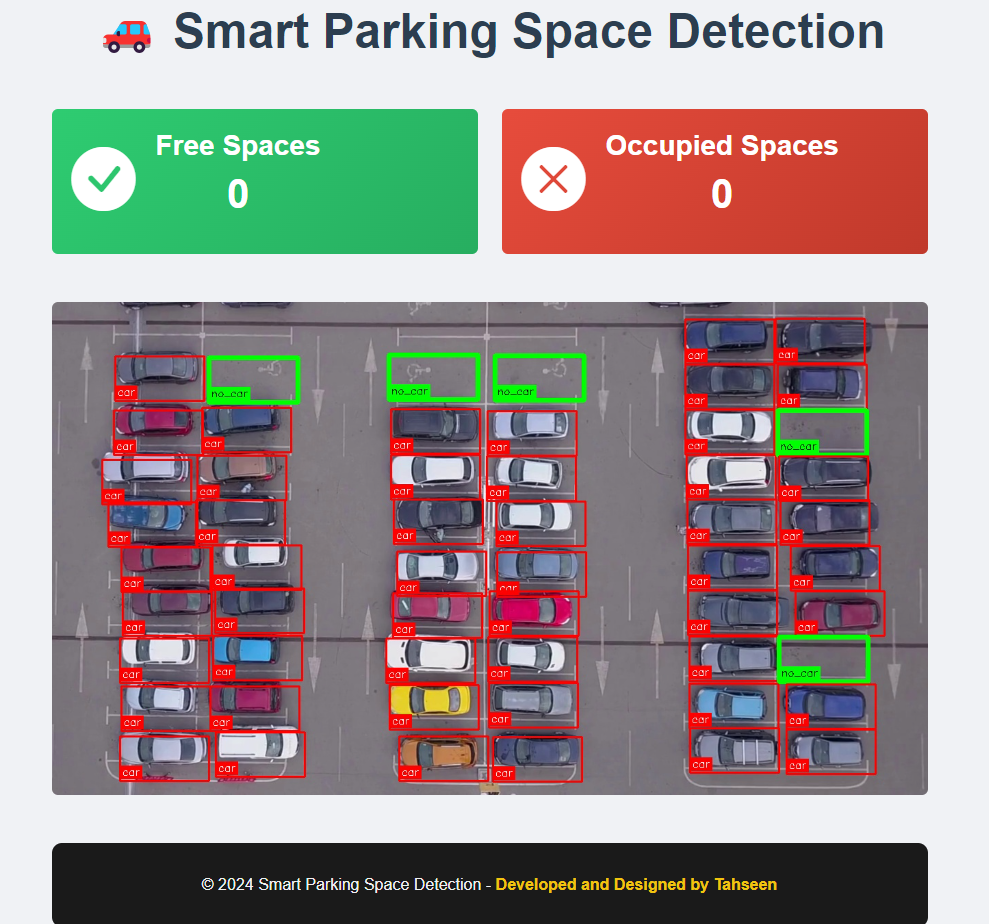 Smart Parking Space Detection
Free Spaces
0
Occupied Spaces
0
car car
car no_car no_car no_car car car
car car car car car no_car
car car car car car car
car car car car car car
car car car car car car
car car car car car car
car car car car car no_car
car car car car car car
car car car car car car
© 2024 Smart Parking Space Detection - Developed and Designed by Tahseen